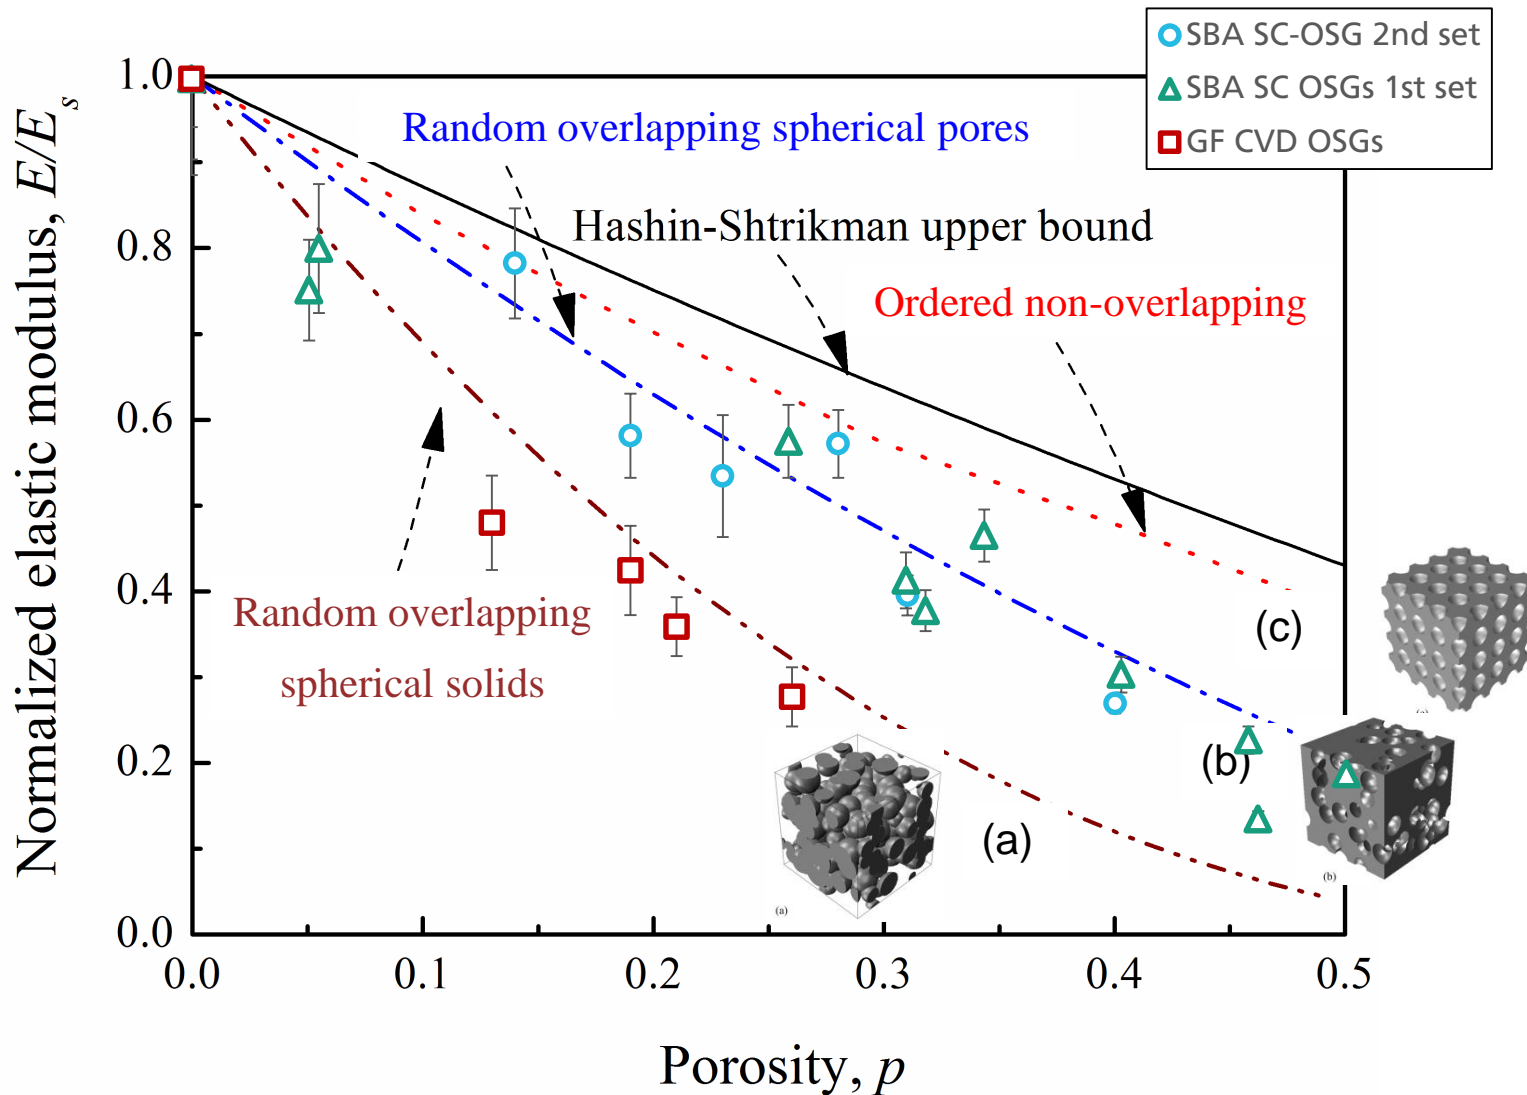 SBA SC-OSG 2nd set
SBA SC OSGs 1st set
GF CVD OSGs
Normalized elastic modulus, E/Es
1.0
0.8
0.6
0.4
0.2
0.0
Random overlapping spherical pores
Hashin-Shtrikman upper bound
Ordered non-overlapping
Random overlapping
spherical solids
(c)
(b)
(a)
(a)
(b)
0.0
0.1
0.2
0.3
0.4
0.5
Porosity, p